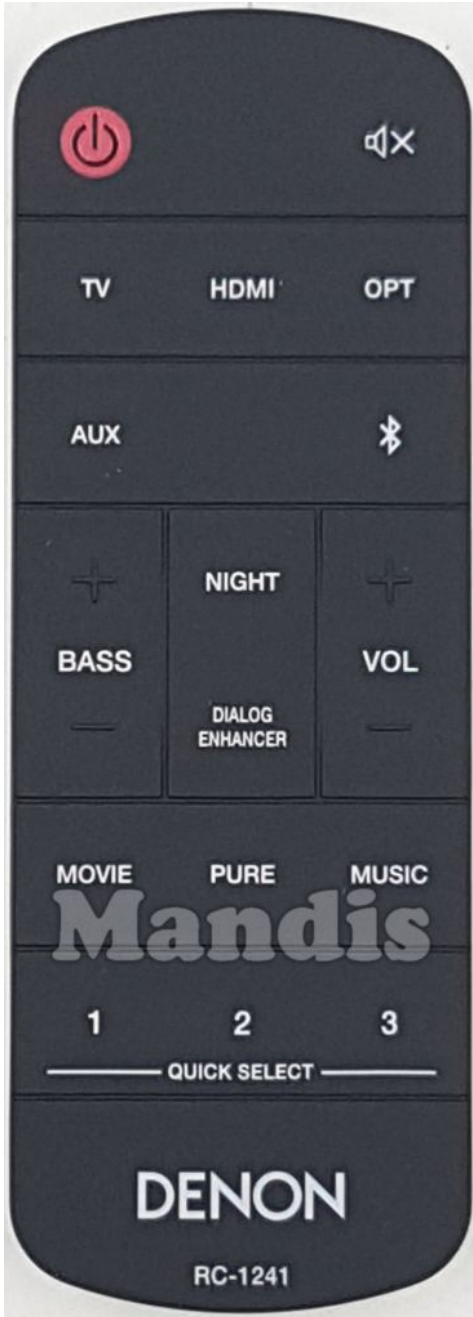 TV HDMI OPT
AUX
NIGHT
BASS VOL
DIALOG
ENHANCER
MOVIE PURE MUSIC
Mandis
1 2 3
QUICK SELECT
DENON
RC-1241